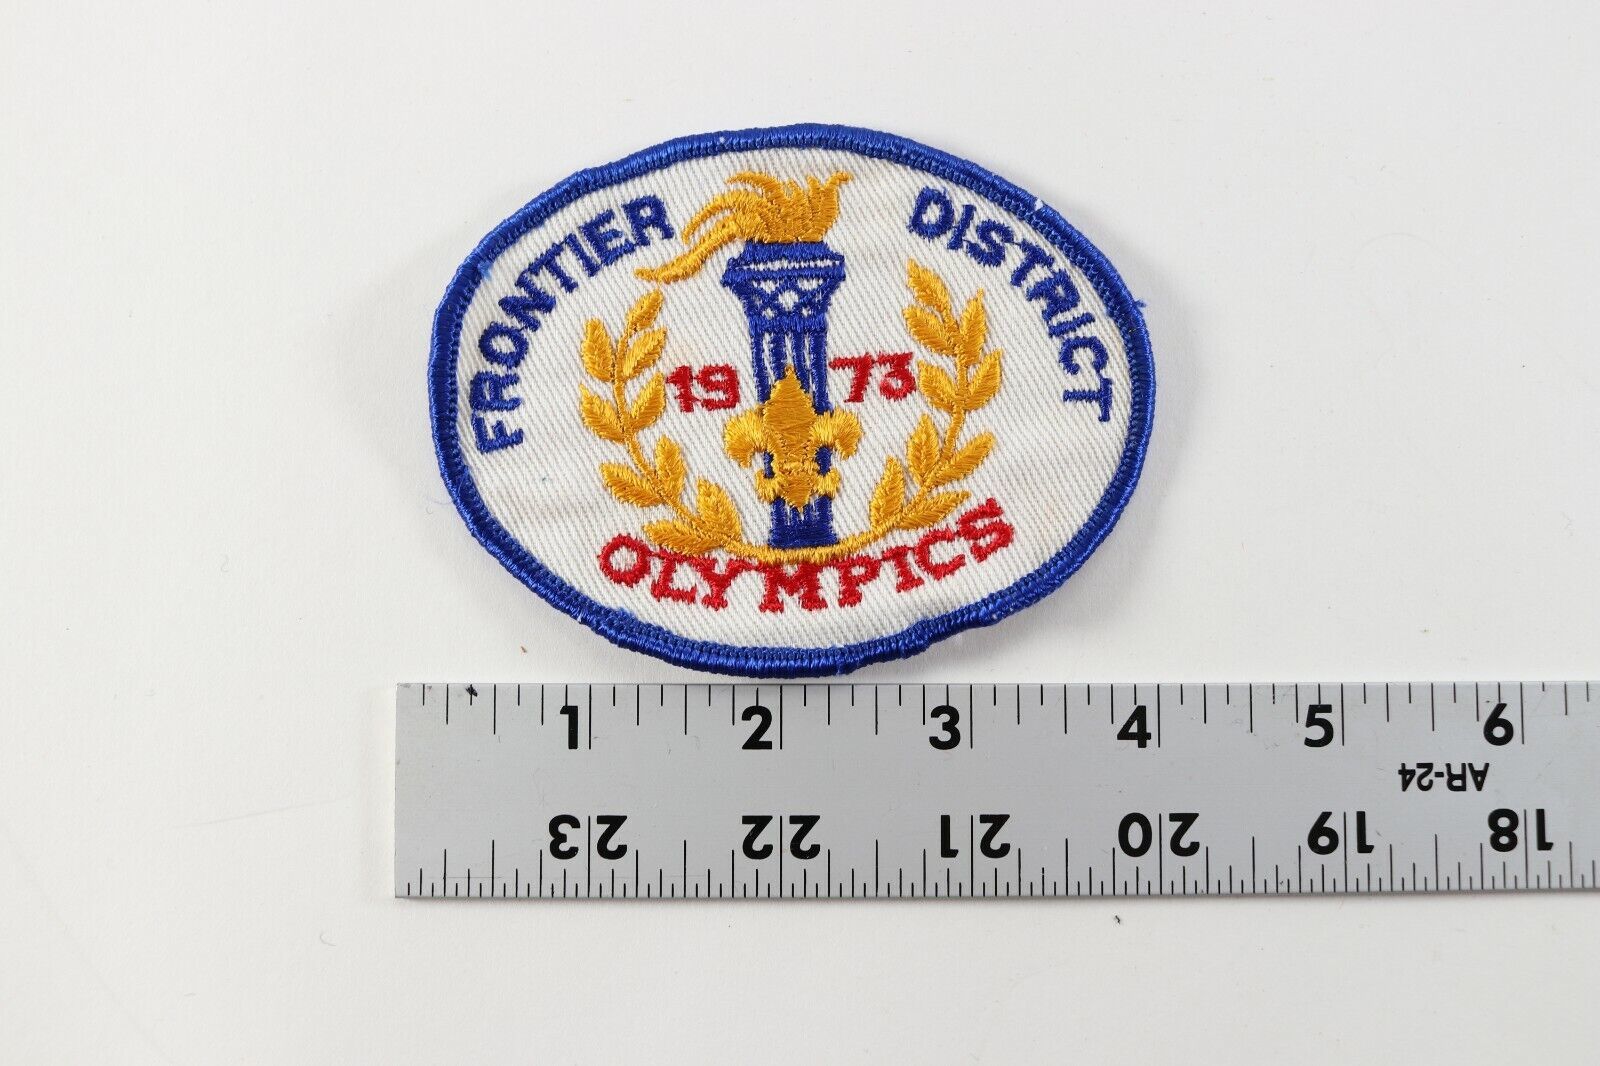 FRONTIER DISTRICT
19 73
OLYMPICS
1 2 3 4 5 6
AR-24
23 22 21 20 19 18